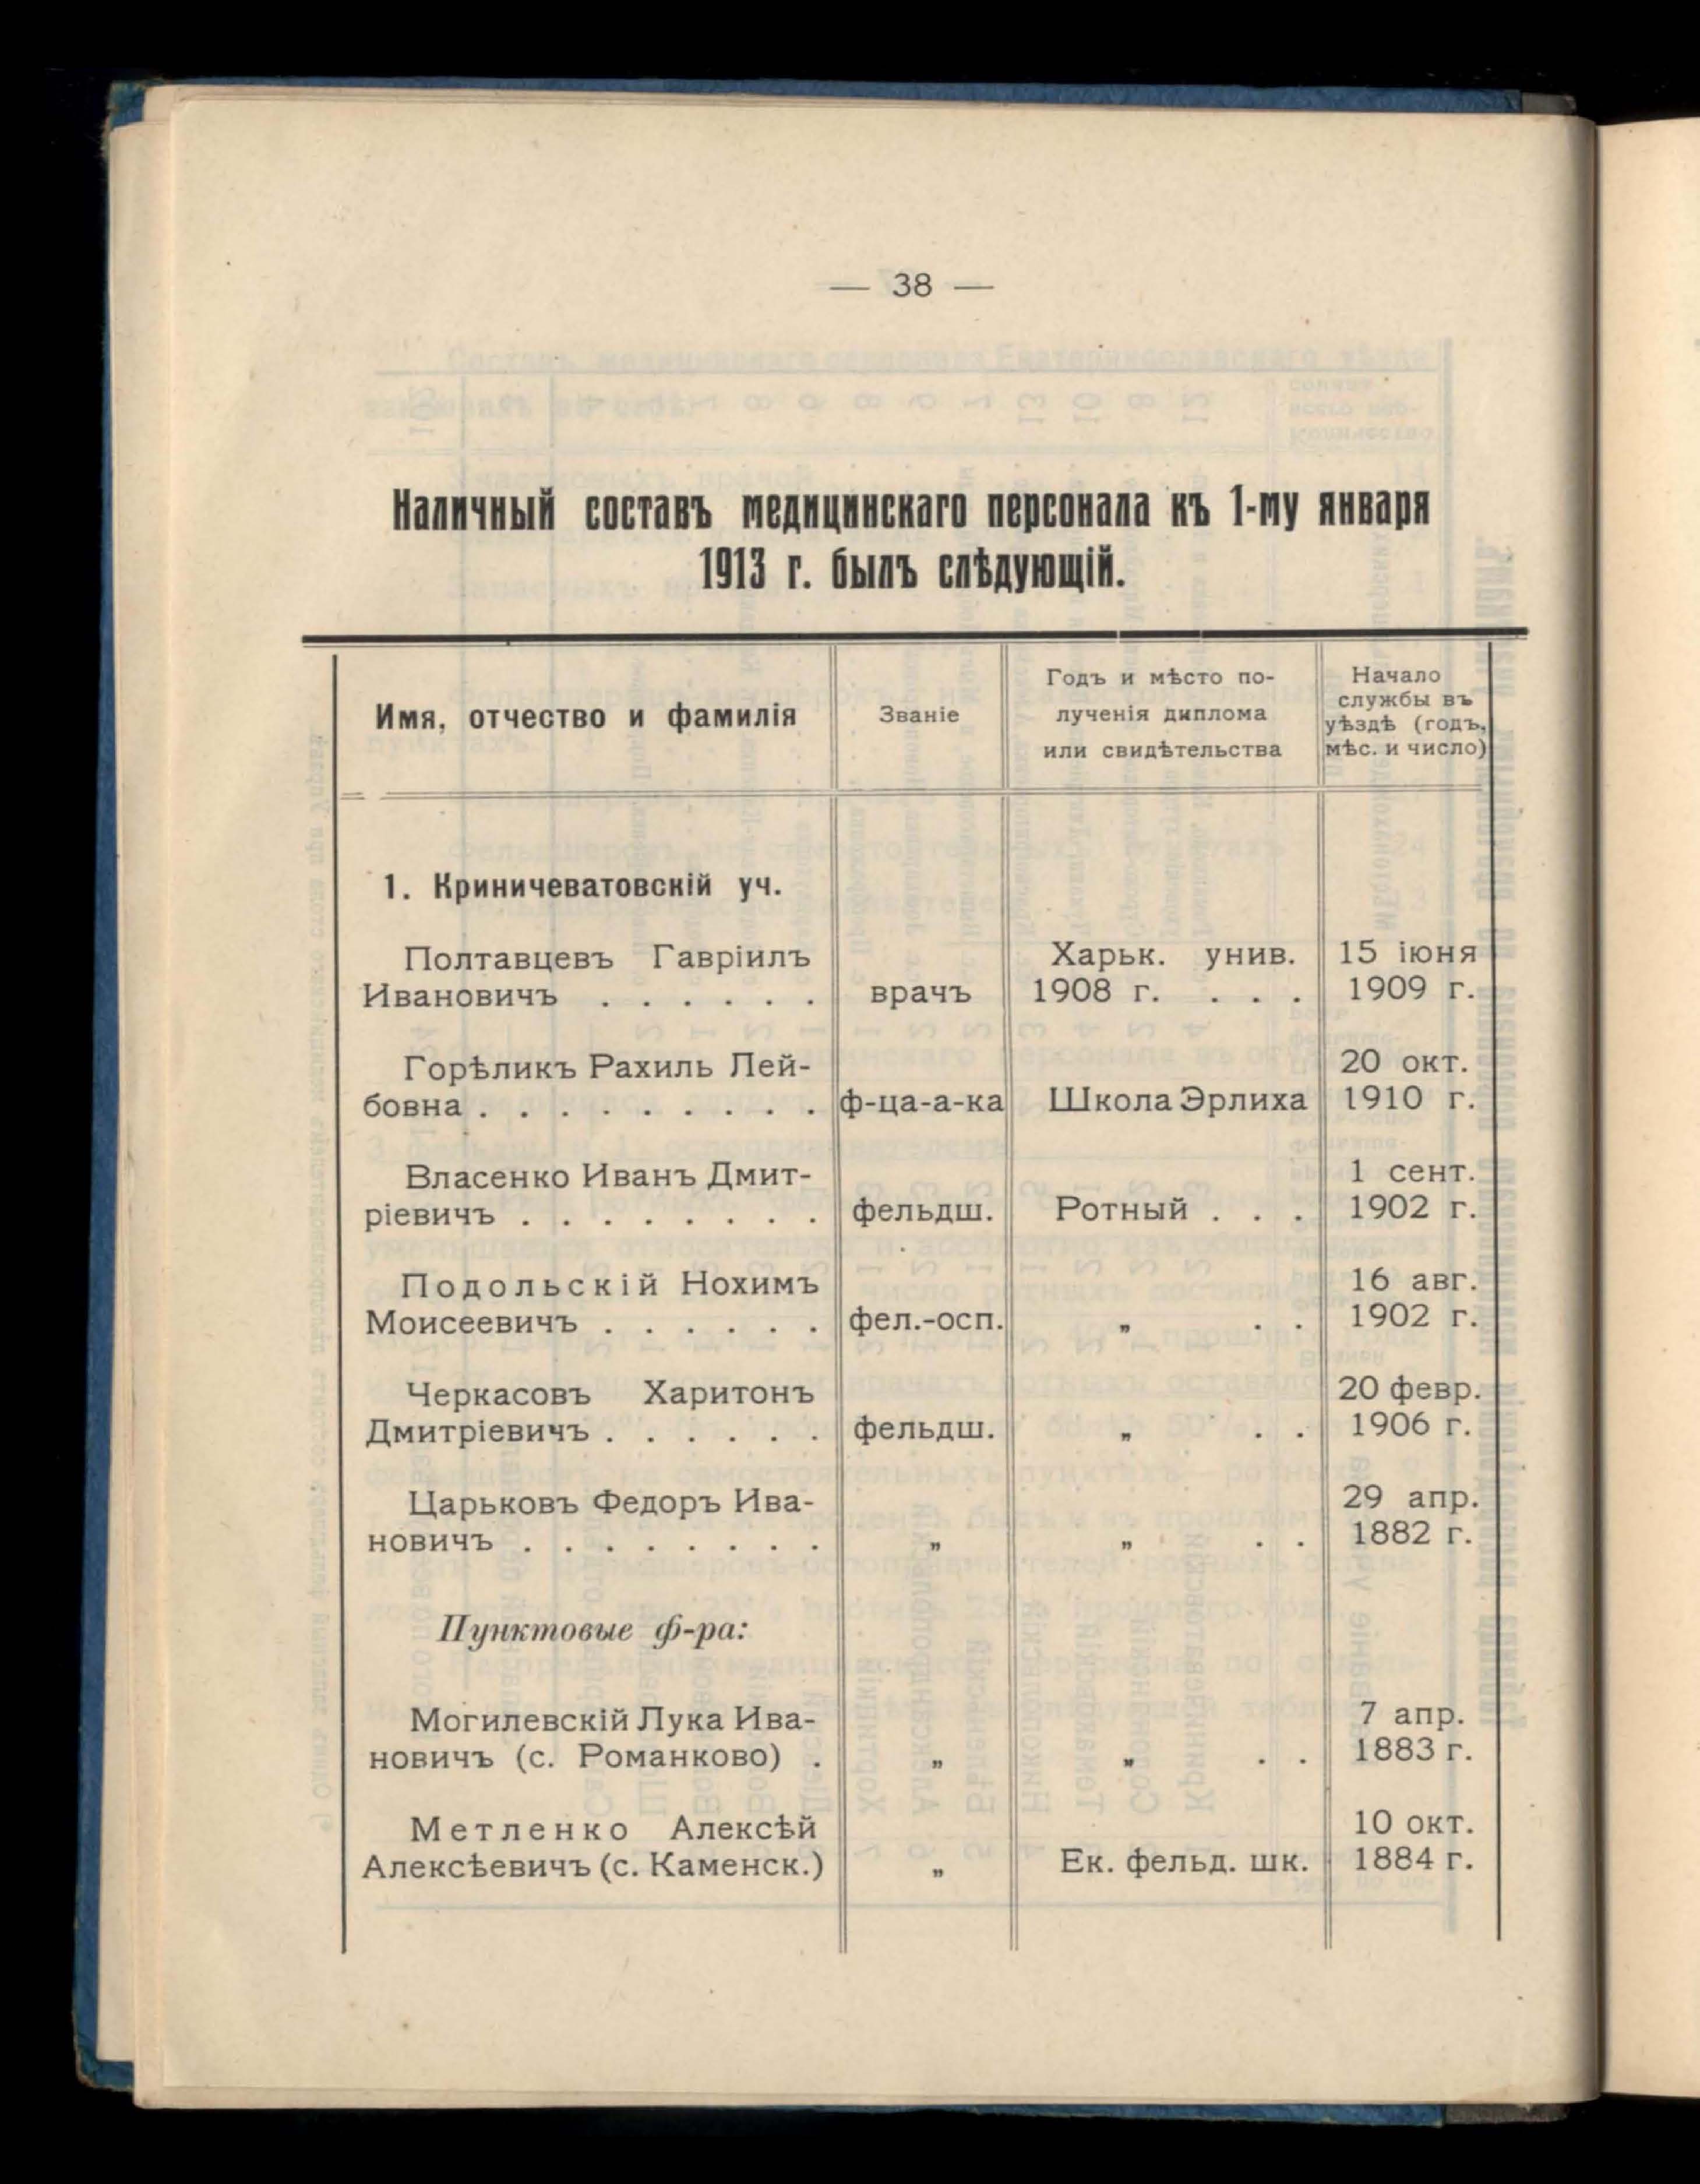 — 38 —
Наличный составъ медицинскаго персонала къ 1-му января
1913 г. былъ слѣдующій.
Имя, отчество и фамилія
Званіе
Годъ и мѣсто по-
лученія диплома
или свидѣтельства
Начало
службы въ
уѣздѣ (годъ,
мѣс. и число)
1. Криничеватовскій уч.
Полтавцевъ Гавріилъ Харьк. унив. 15 іюня
Ивановичъ . . . . . . врачъ 1908 г. . . . 1909 г.
Горѣликъ Рахиль Лей- 20 окт.
бовна . . . . . . . . . ф-ца-а-ка Школа Эрлиха 1910 г.
Власенко Иванъ Дмит- 1 сент.
ріевичъ . . . . . . . . фельдш. Ротный . . . 1902 г.
Подольскій Нохимъ 16 авг.
Моисеевичъ . . . . . . фел.-осп. „ . . 1902 г.
Черкасовъ Харитонъ 20 февр.
Дмитріевичъ . . . . . . фельдш. „ . . 1906 г.
Царьковъ Федоръ Ива- 29 апр.
новичъ . . . . . . . . „ „ . . 1882 г.
Пунктовые ф-ра:
Могилевскій Лука Ива- 7 апр.
новичъ (с. Романково) . „ „ . . 1883 г.
Метленко Алексѣй 10 окт.
Алексѣевичъ (с. Каменск.) „ Ек. фельд. шк. 1884 г.